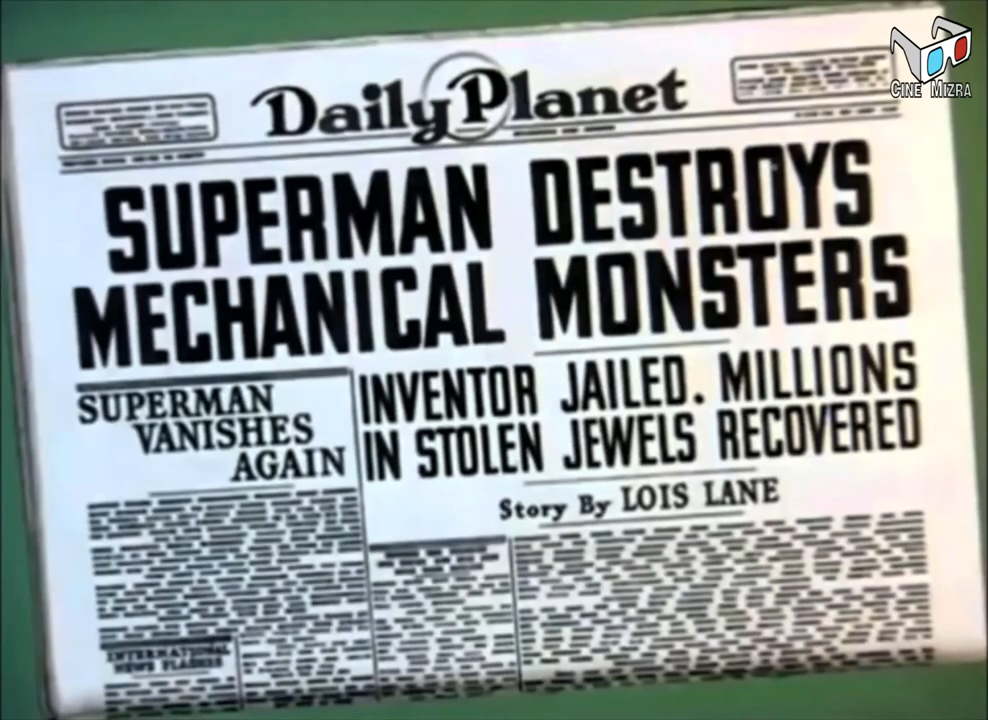 CINE MIZRA
Daily Planet
SUPERMAN DESTROYS
MECHANICAL MONSTERS
SUPERMAN
VANISHES
AGAIN
INVENTOR JAILED. MILLIONS
IN STOLEN JEWELS RECOVERED
Story By LOIS LANE
INTERNATIONAL
NEWS FLASHES